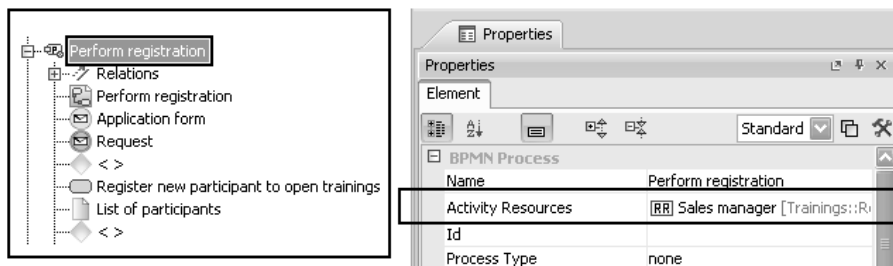 Perform registration
Relations
Perform registration
Application form
Request
< >
Register new participant to open trainings
List of participants
< >
Properties
Properties
Element
Standard
BPMN Process
Name Perform registration
Activity Resources RR Sales manager [Trainings::R
Id
Process Type none